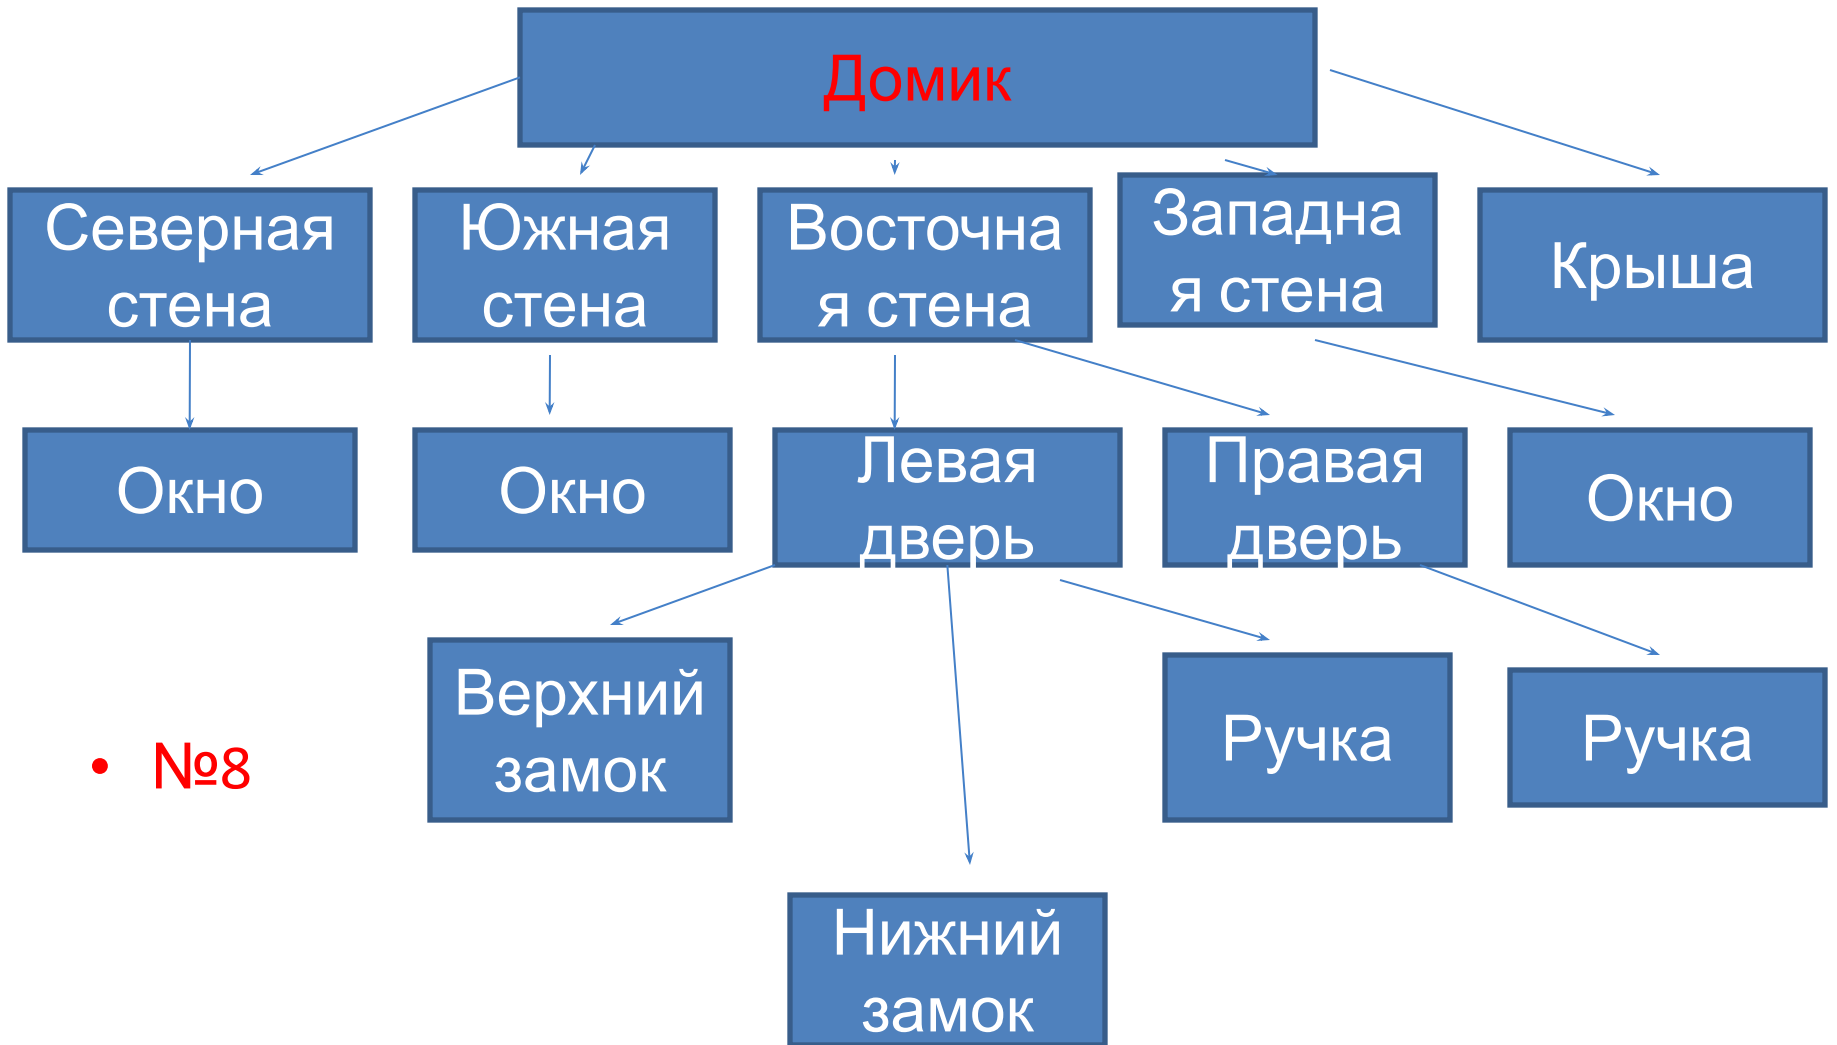 Домик
Северная
стена
Южная
стена
Восточна
я стена
Западна
я стена
Крыша
Окно
Окно
Левая
дверь
Правая
дверь
Окно
Верхний
замок
Ручка
Ручка
• №8
Нижний
замок